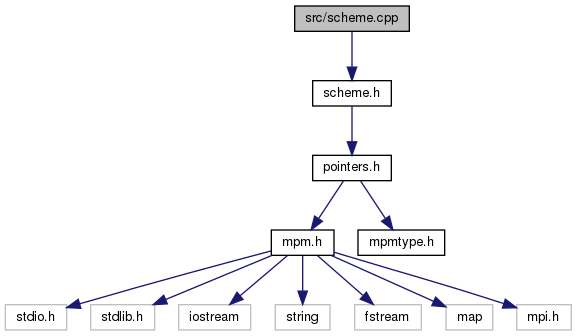 src/scheme.cpp
scheme.h
pointers.h
mpm.h
mpmtype.h
stdio.h
stdlib.h
iostream
string
fstream
map
mpi.h